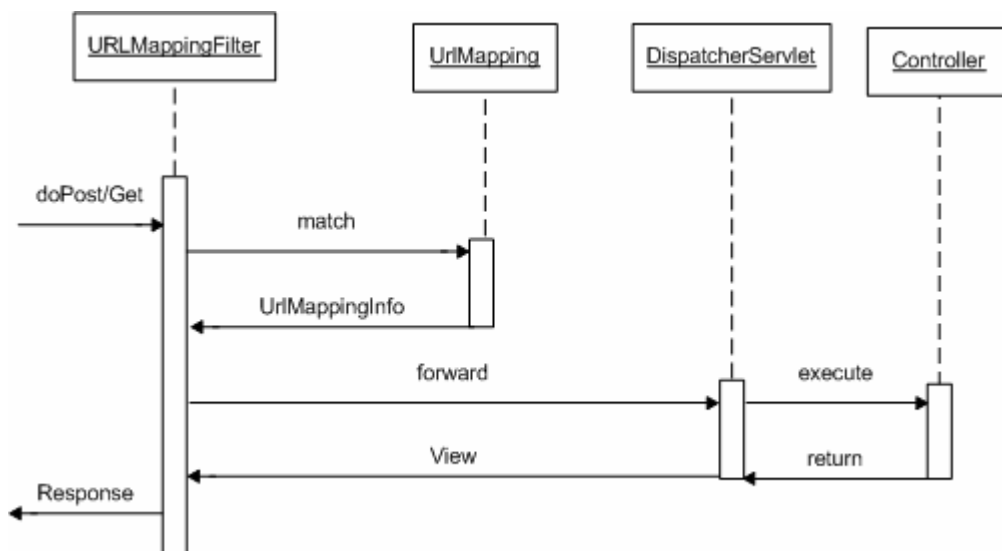 URLMappingFilter
UrlMapping
DispatcherServlet
Controller
doPost/Get
match
UrlMappingInfo
forward
execute
View
return
Response